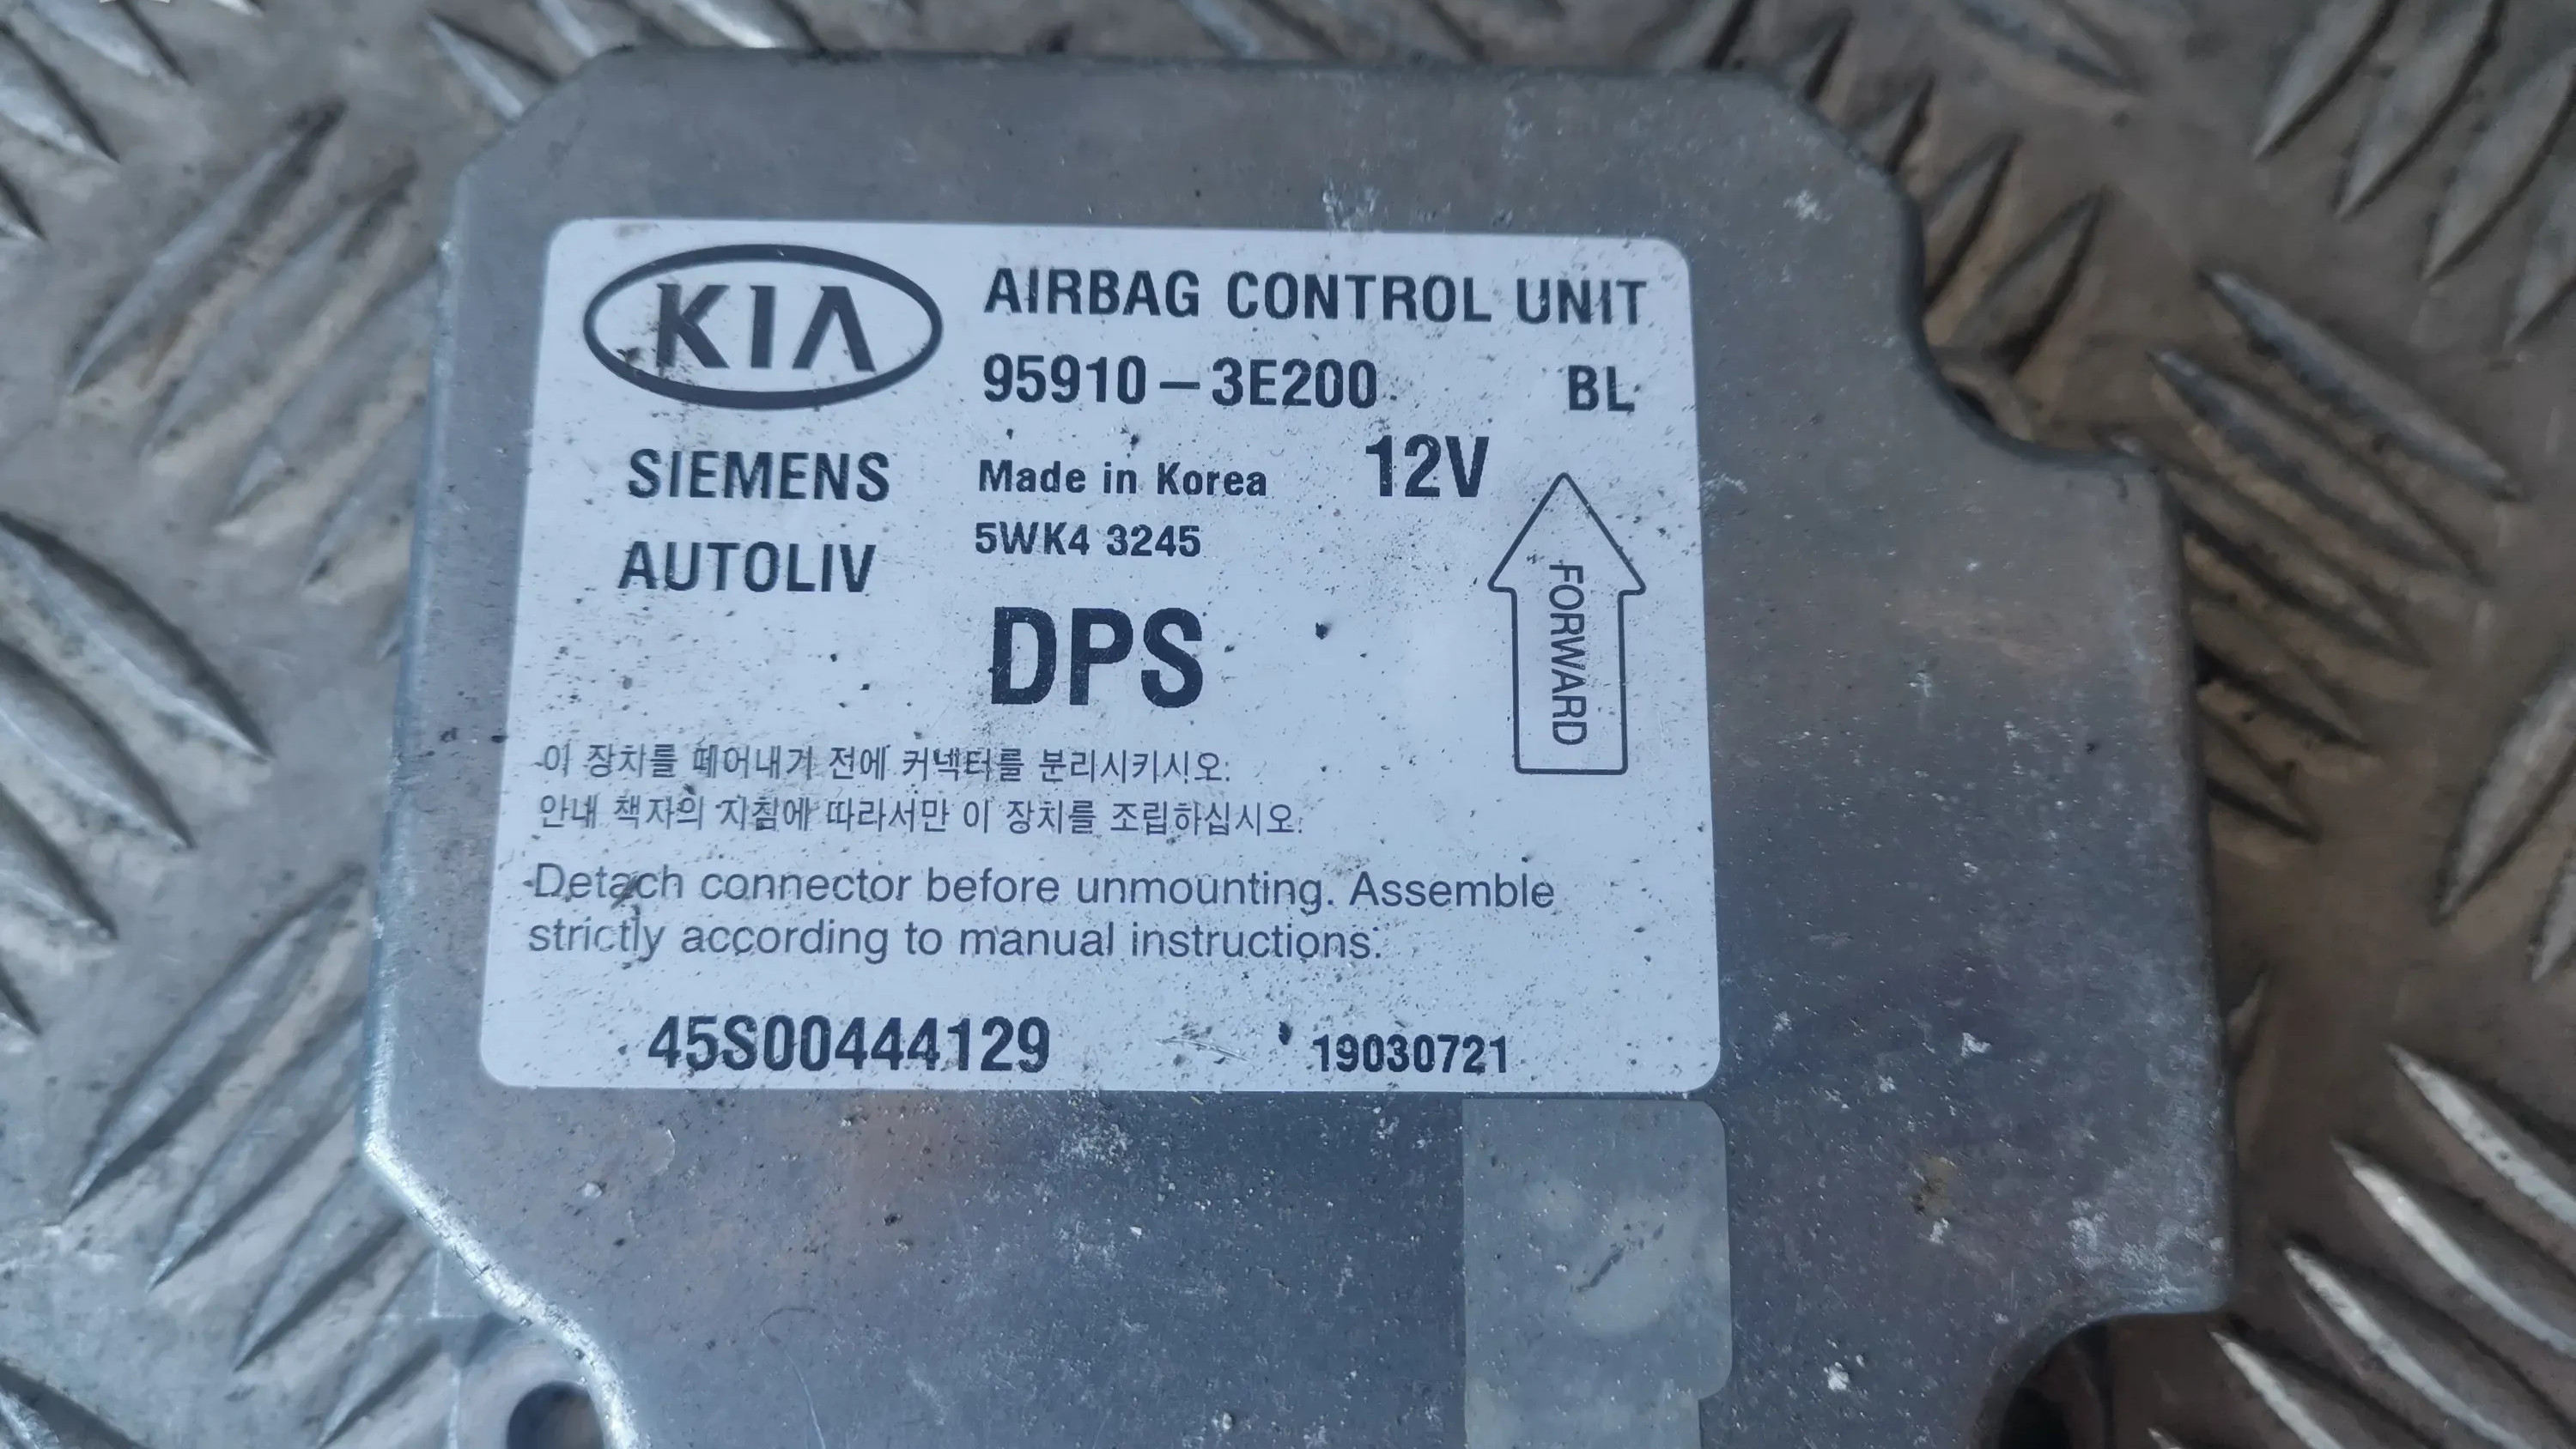 KIA
AIRBAG CONTROL UNIT
95910-3E200 BL
SIEMENS
AUTOLIV
Made in Korea 12V
5WK4 3245
DPS
FORWARD
이 장치를 떼어내기 전에 커넥터를 분리시키시오.
안내 책자의 지침에 따라서만 이 장치를 조립하십시오.
Detach connector before unmounting. Assemble
strictly according to manual instructions.
45S00444129 19030721